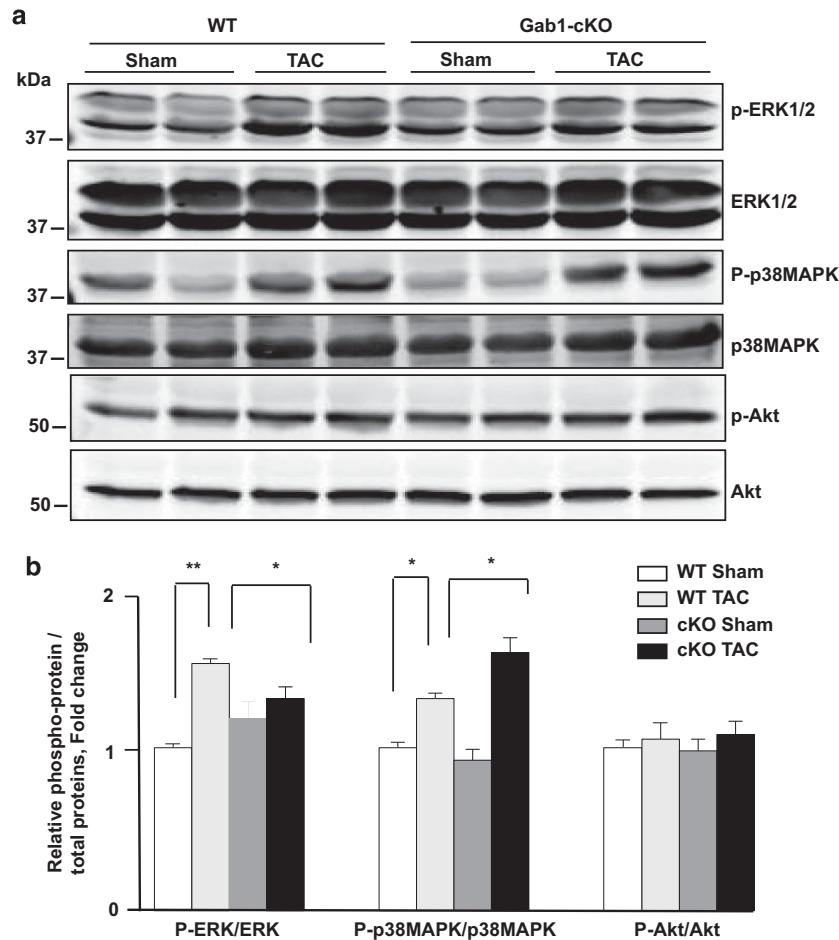 a
WT Gab1-cKO
Sham TAC Sham TAC
kDa
p-ERK1/2
37
ERK1/2
37
P-p38MAPK
37
p38MAPK
37
p-Akt
50
Akt
50
b
** * * *
WT Sham
WT TAC
cKO Sham
cKO TAC
2
1
0
Relative phospho-protein /
total proteins, Fold change
P-ERK/ERK P-p38MAPK/p38MAPK P-Akt/Akt